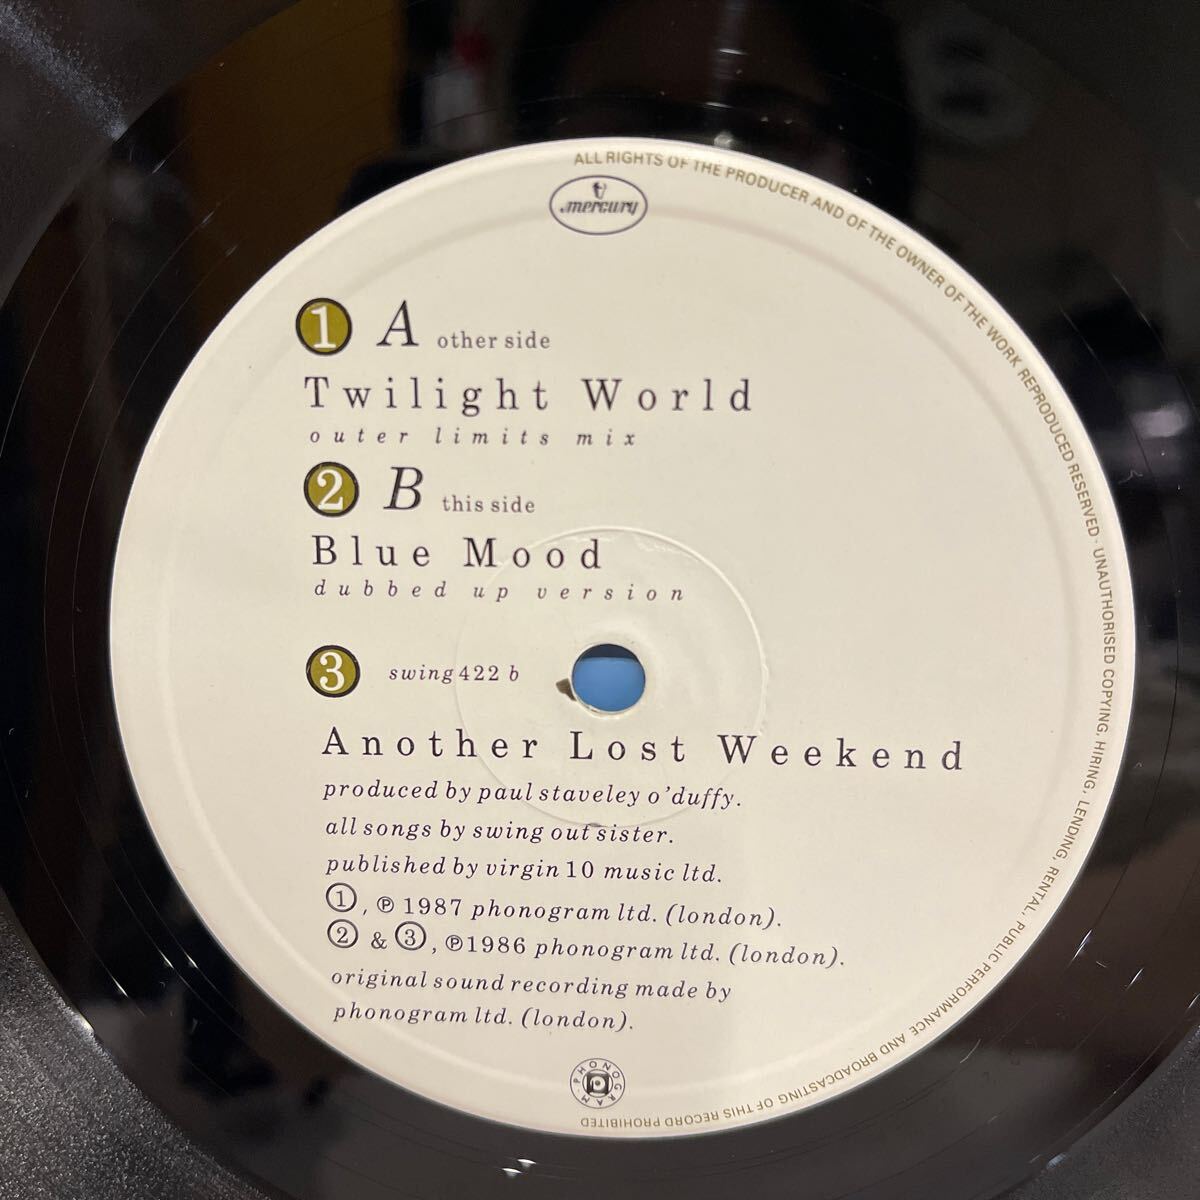 ALL RIGHTS OF THE PRODUCER AND OF THE OWNER OF THE WORK REPRODUCED RESERVED · UNAUTHORISED COPYING, HIRING, LENDING, RENTAL, PUBLIC PERFORMANCE AND BROADCASTING OF THIS RECORD PROHIBITED
mercury
1 A other side
Twilight World
outer limits mix
2 B this side
Blue Mood
dubbed up version
3 swing422 b
Another Lost Weekend
produced by paul staveley o'duffy.
all songs by swing out sister.
published by virgin 10 music ltd.
①, ℗ 1987 phonogram ltd. (london).
② & ③, ℗1986 phonogram ltd. (london).
original sound recording made by
phonogram ltd. (london).
PHONOGRAM